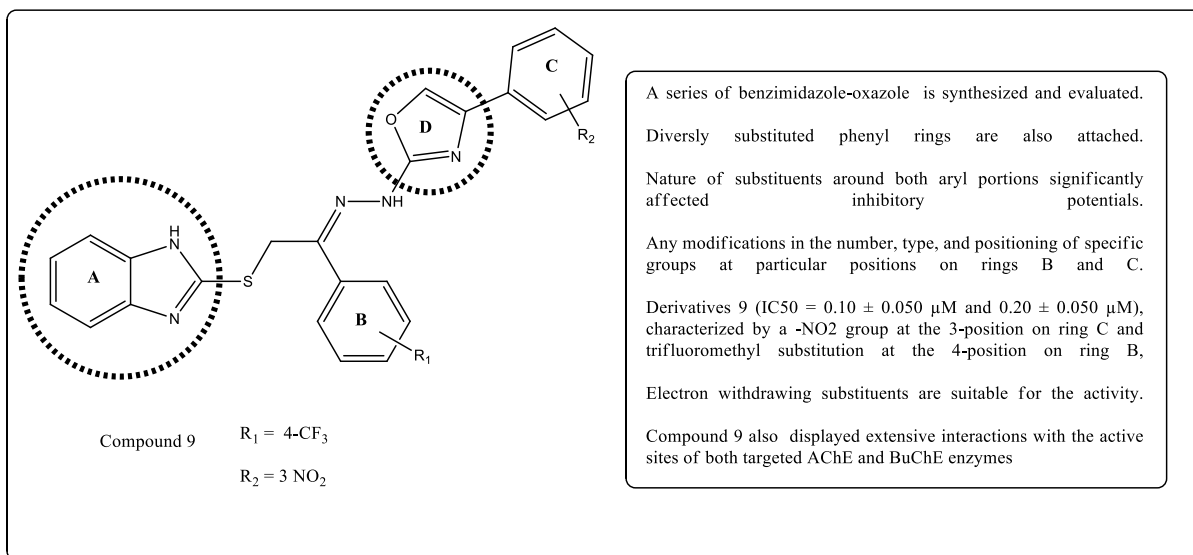 C
O
D
N
R2
N
NH
H
N
A
S
N
B
R1
Compound 9
R1 = 4-CF3
R2 = 3 NO2
A series of benzimidazole-oxazole is synthesized and evaluated.
Diversly substituted phenyl rings are also attached.
Nature of substituents around both aryl portions significantly
affected inhibitory potentials.
Any modifications in the number, type, and positioning of specific
groups at particular positions on rings B and C.
Derivatives 9 (IC50 = 0.10 ± 0.050 µM and 0.20 ± 0.050 µM),
characterized by a -NO2 group at the 3-position on ring C and
trifluoromethyl substitution at the 4-position on ring B,
Electron withdrawing substituents are suitable for the activity.
Compound 9 also displayed extensive interactions with the active
sites of both targeted AChE and BuChE enzymes